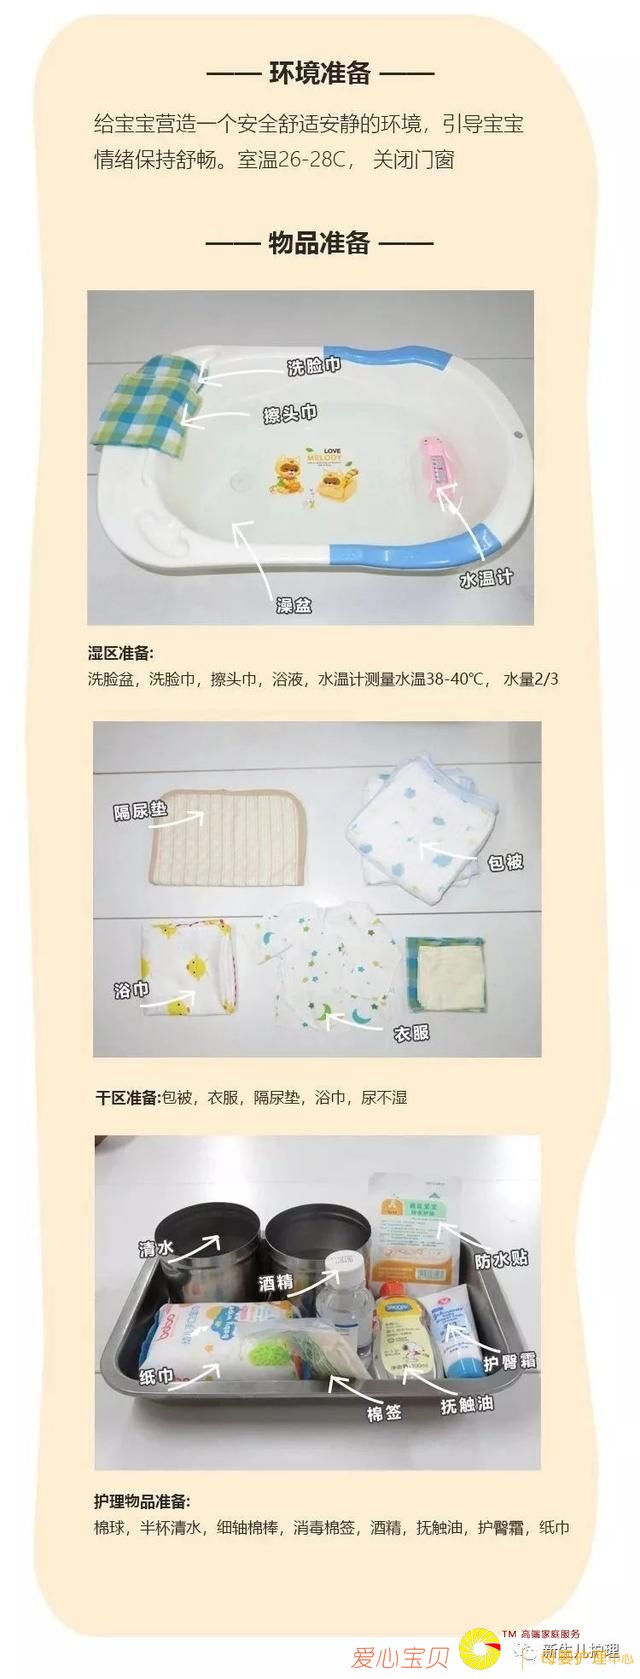 —— 环境准备 ——
给宝宝营造一个安全舒适安静的环境，引导宝宝
情绪保持舒畅。室温26-28C， 关闭门窗
—— 物品准备 ——
洗脸巾
擦头巾
LOVE
MELODY
水温计
澡盆
湿区准备:
洗脸盆，洗脸巾，擦头巾，浴液，水温计测量水温38-40℃， 水量2/3
隔尿垫
包被
浴巾
衣服
干区准备:包被，衣服，隔尿垫，浴巾，尿不湿
清水
酒精
防水贴
护臀霜
纸巾
棉签
抚触油
护理物品准备:
棉球，半杯清水，细轴棉棒，消毒棉签，酒精，抚触油，护臀霜，纸巾
TM 高端家庭服务
爱心宝贝
新生儿护理
母婴护理中心